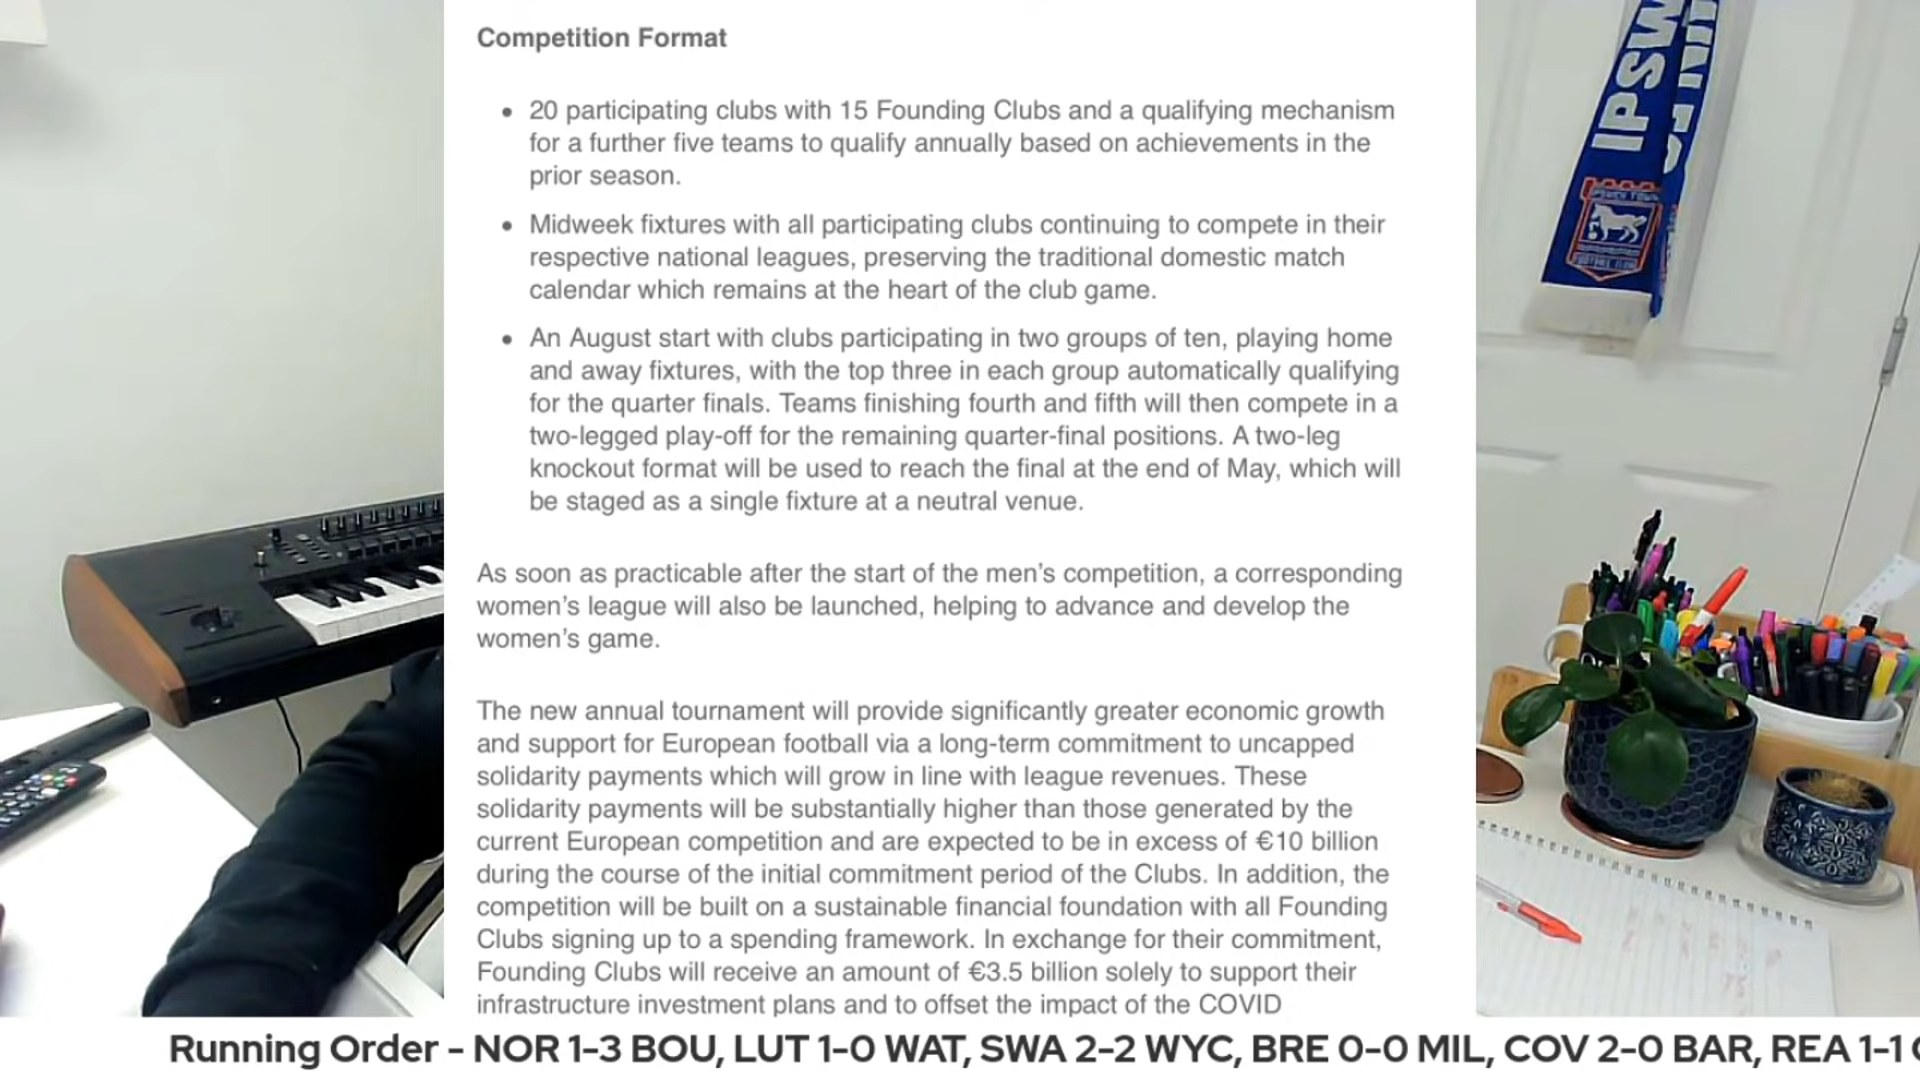 Competition Format
• 20 participating clubs with 15 Founding Clubs and a qualifying mechanism
for a further five teams to qualify annually based on achievements in the
prior season.
• Midweek fixtures with all participating clubs continuing to compete in their
respective national leagues, preserving the traditional domestic match
calendar which remains at the heart of the club game.
• An August start with clubs participating in two groups of ten, playing home
and away fixtures, with the top three in each group automatically qualifying
for the quarter finals. Teams finishing fourth and fifth will then compete in a
two-legged play-off for the remaining quarter-final positions. A two-leg
knockout format will be used to reach the final at the end of May, which will
be staged as a single fixture at a neutral venue.
As soon as practicable after the start of the men’s competition, a corresponding
women’s league will also be launched, helping to advance and develop the
women’s game.
The new annual tournament will provide significantly greater economic growth
and support for European football via a long-term commitment to uncapped
solidarity payments which will grow in line with league revenues. These
solidarity payments will be substantially higher than those generated by the
current European competition and are expected to be in excess of €10 billion
during the course of the initial commitment period of the Clubs. In addition, the
competition will be built on a sustainable financial foundation with all Founding
Clubs signing up to a spending framework. In exchange for their commitment,
Founding Clubs will receive an amount of €3.5 billion solely to support their
infrastructure investment plans and to offset the impact of the COVID
IPSW
FOOTBALL CLUB
Running Order - NOR 1-3 BOU, LUT 1-0 WAT, SWA 2-2 WYC, BRE 0-0 MIL, COV 2-0 BAR, REA 1-1